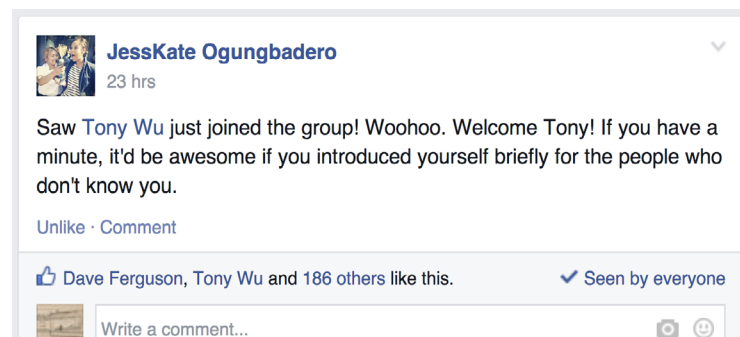 JessKate Ogungbadero
23 hrs
Saw Tony Wu just joined the group! Woohoo. Welcome Tony! If you have a
minute, it'd be awesome if you introduced yourself briefly for the people who
don't know you.
Unlike · Comment
Dave Ferguson, Tony Wu and 186 others like this. Seen by everyone
Write a comment...